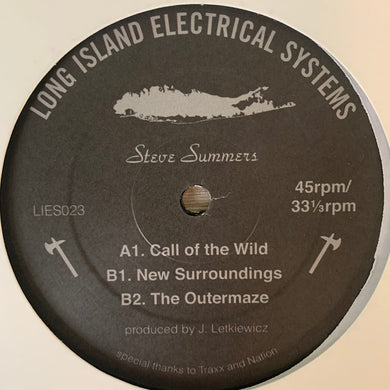 LONG ISLAND ELECTRICAL SYSTEMS
Steve Summers
LIES023
45rpm/
33⅓rpm
A1. Call of the Wild
B1. New Surroundings
B2. The Outermaze
produced by J. Letkiewicz
special thanks to Traxx and Nation